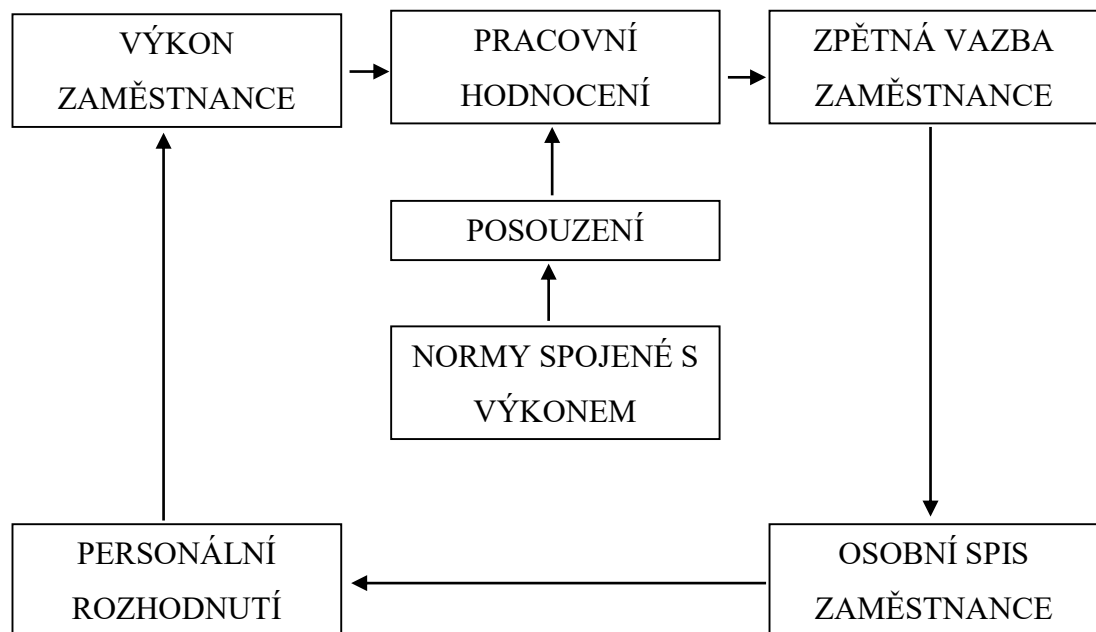 VÝKON
ZAMĚSTNANCE
PRACOVNÍ
HODNOCENÍ
ZPĚTNÁ VAZBA
ZAMĚSTNANCE
POSOUZENÍ
NORMY SPOJENÉ S
VÝKONEM
PERSONÁLNÍ
ROZHODNUTÍ
OSOBNÍ SPIS
ZAMĚSTNANCE